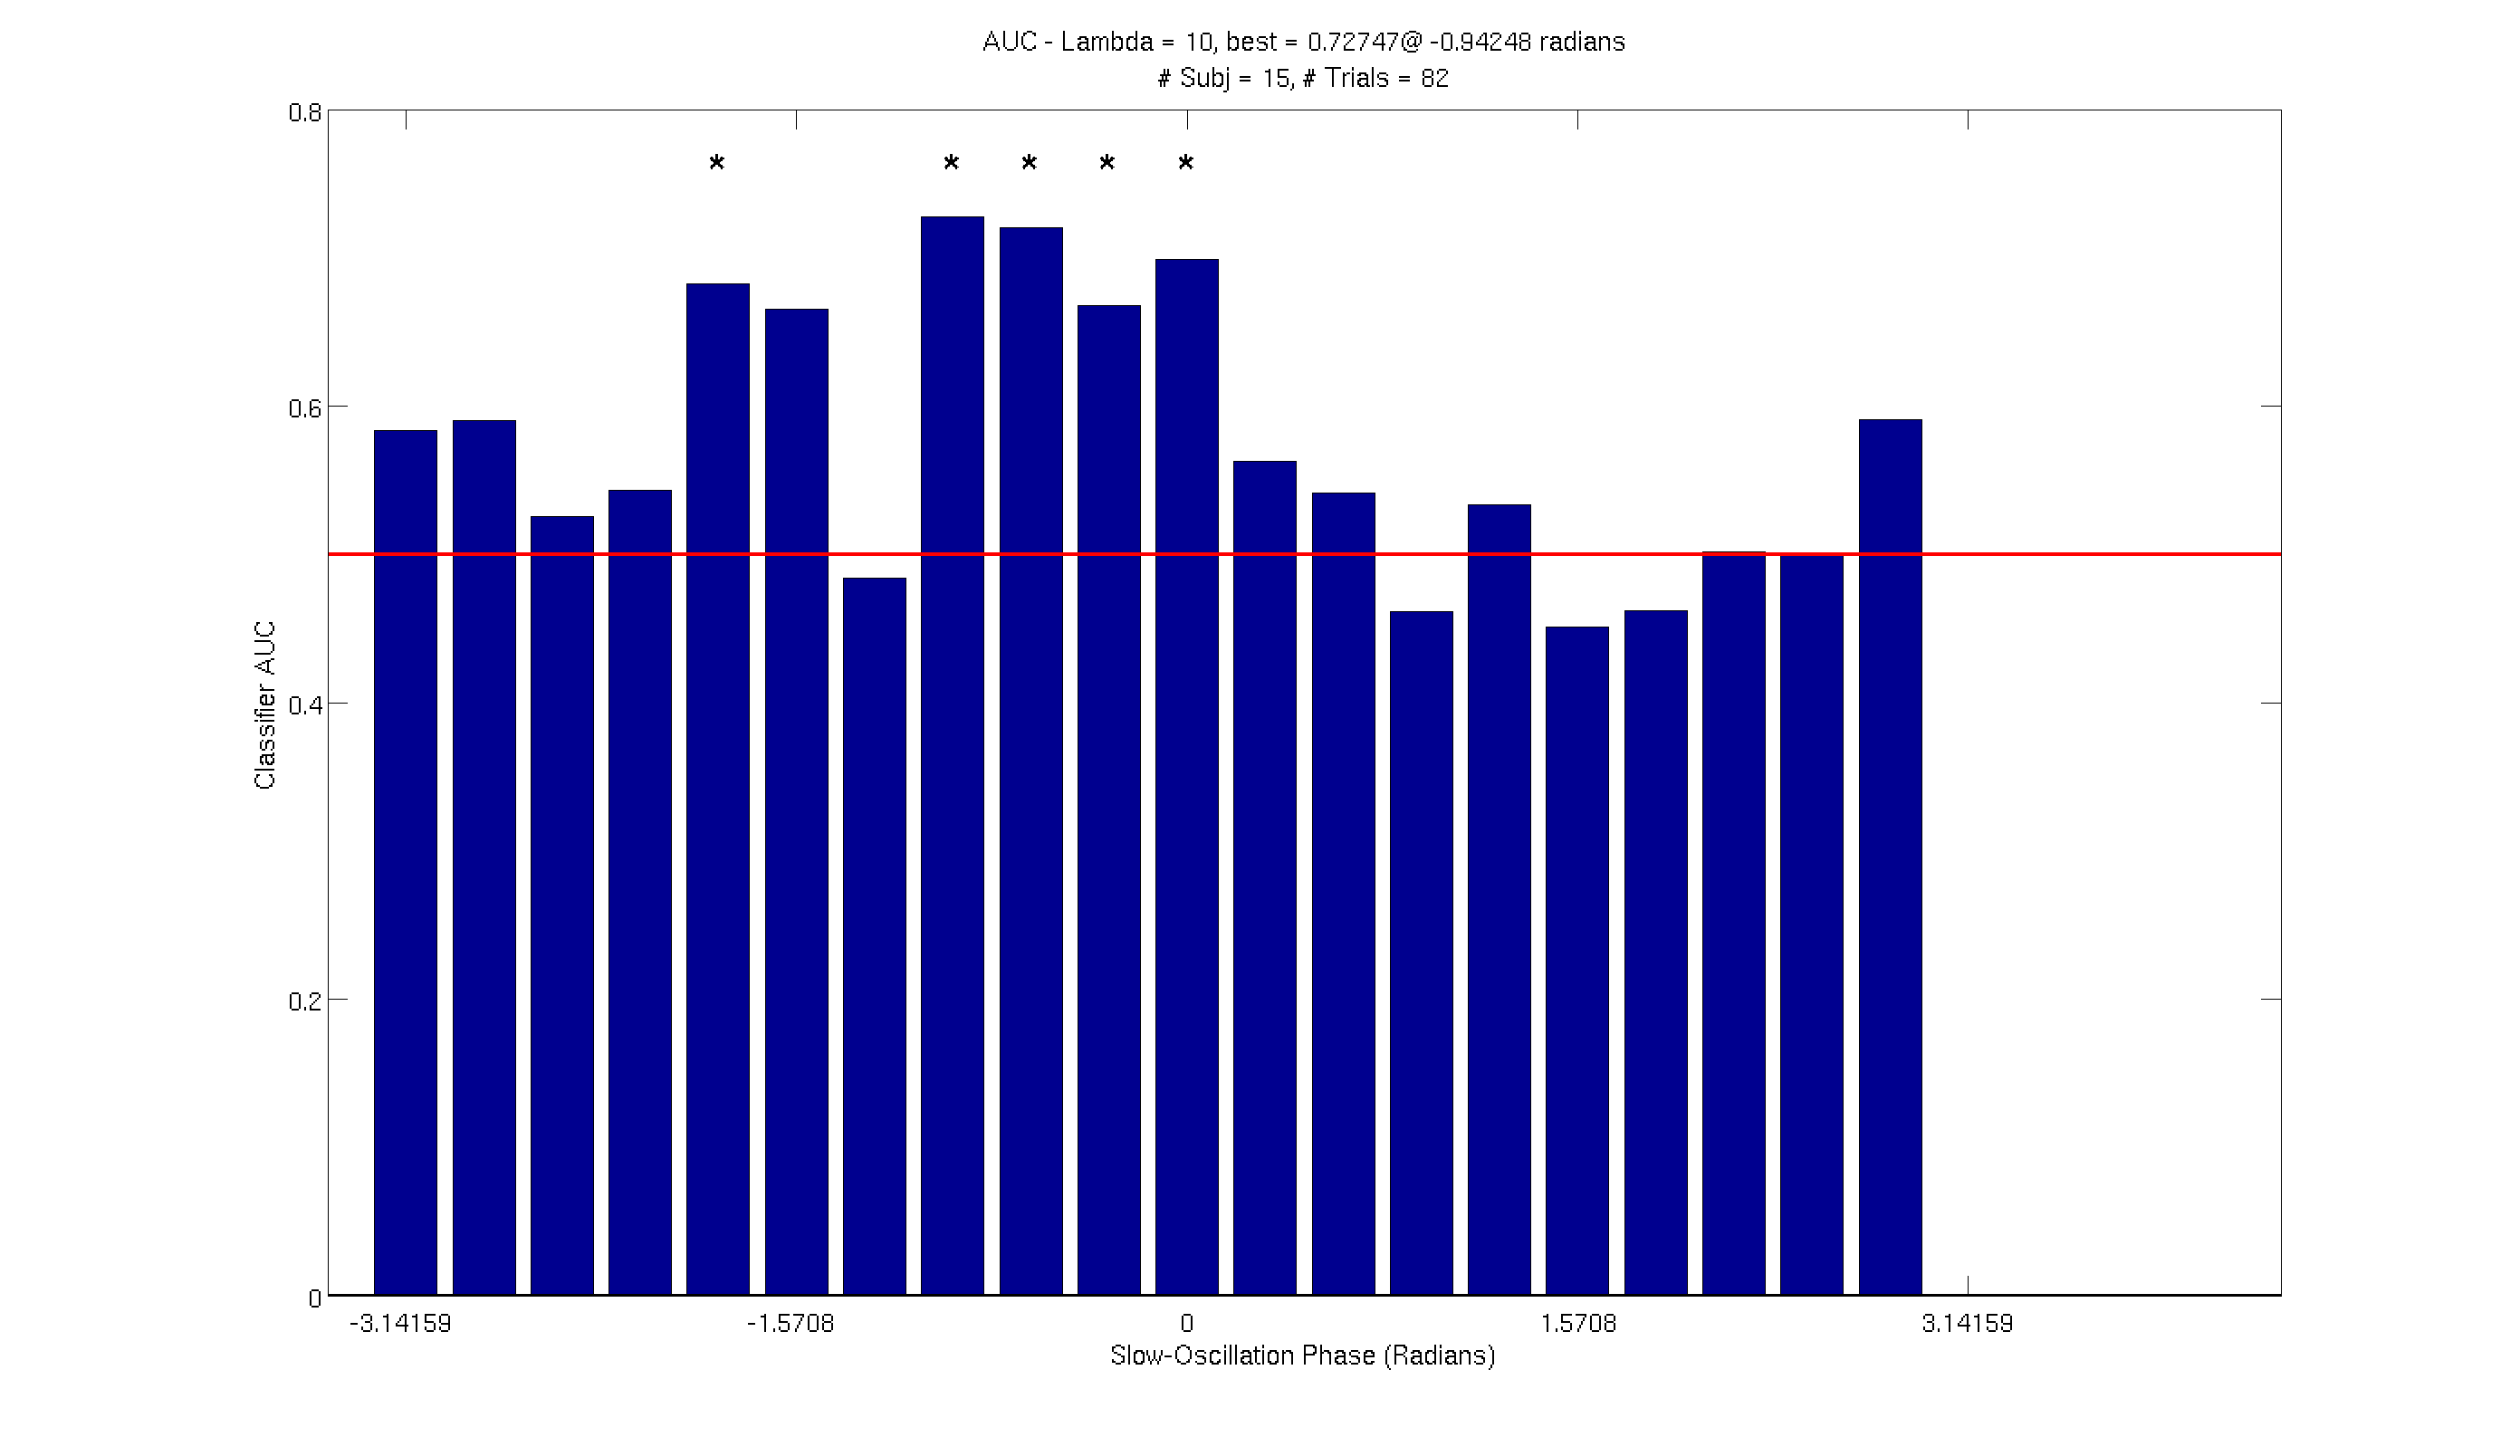 AUC - Lambda = 10, best = 0.72747@ -0.94248 radians
# Subj = 15, # Trials = 82
0.8
* * * * *
0.6
0.4
0.2
0
Classifier AUC
-3.14159 -1.5708 0 1.5708 3.14159
Slow-Oscillation Phase (Radians)